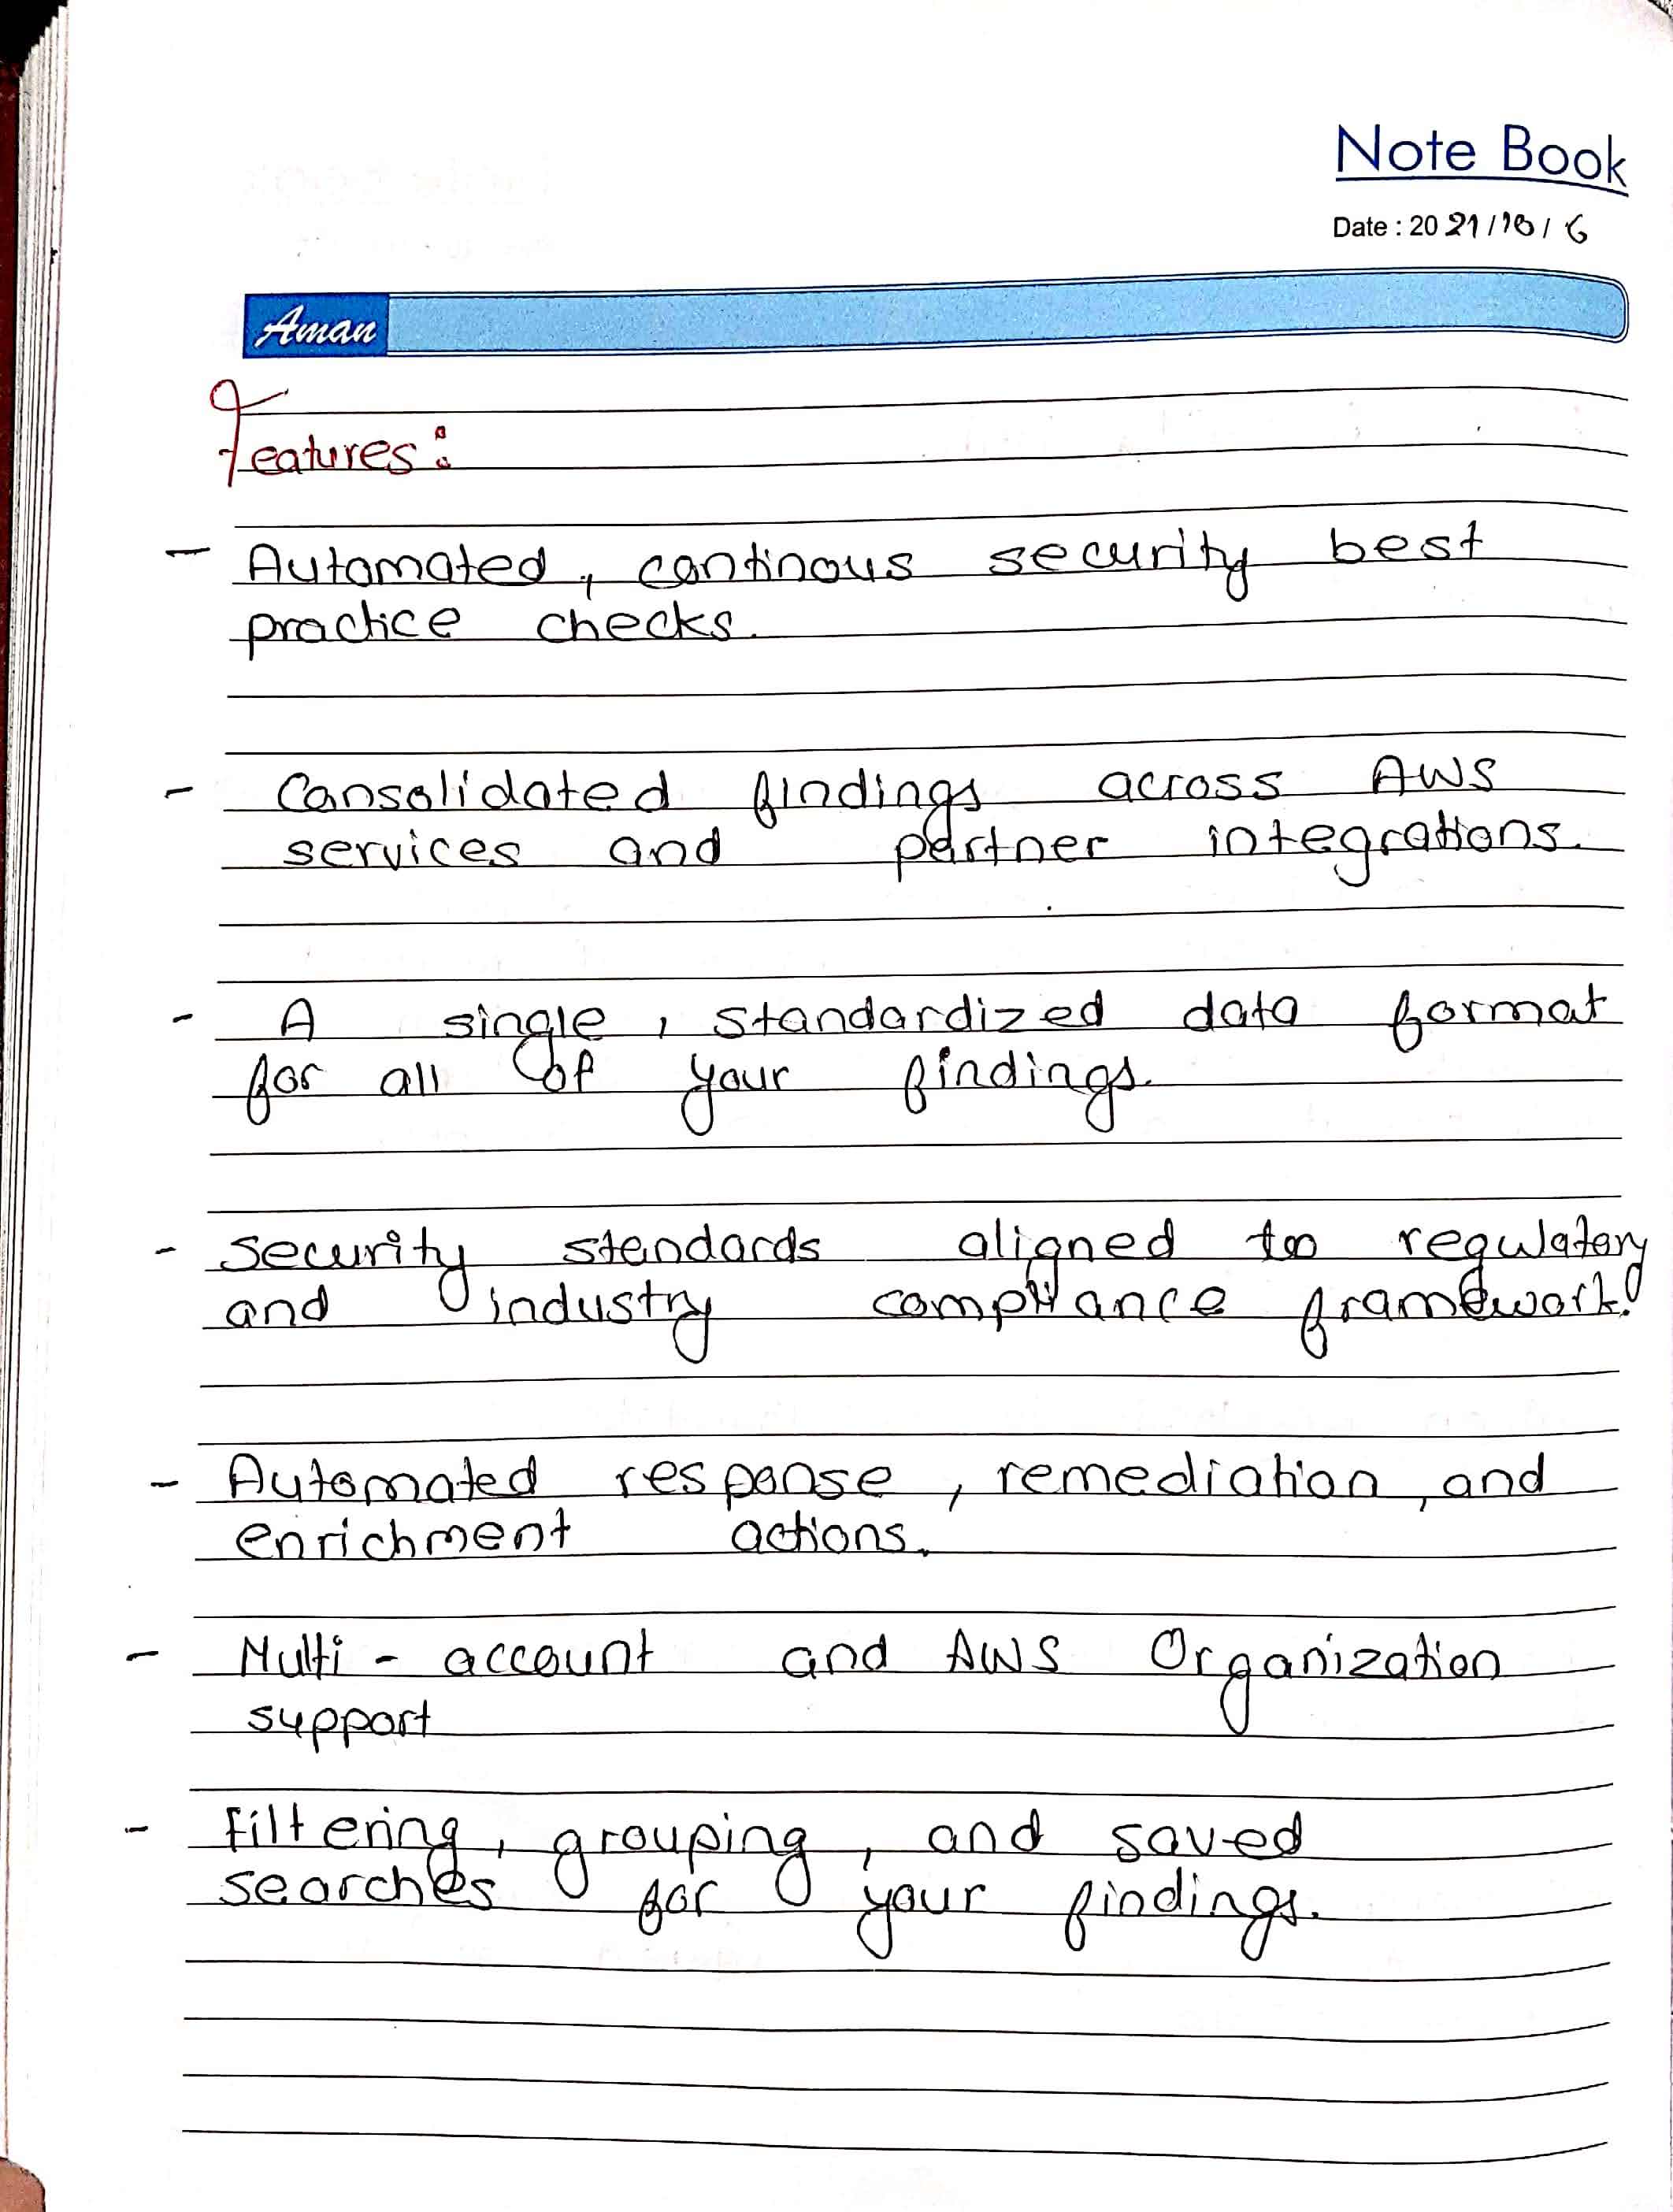 Note Book
Date : 2021/10/6
Aman
Features:
- Automated, continous security best
practice checks.
- Consolidated findings across AWS
services and partner integrations.
- A single, standardized data format
for all of your findings.
- security standards aligned to regulatory
and industry compliance framework.
- Automated response, remediation, and
enrichment actions.
- Multi - account and AWS Organization
support
- Filtering, grouping, and saved
searches for your findings.